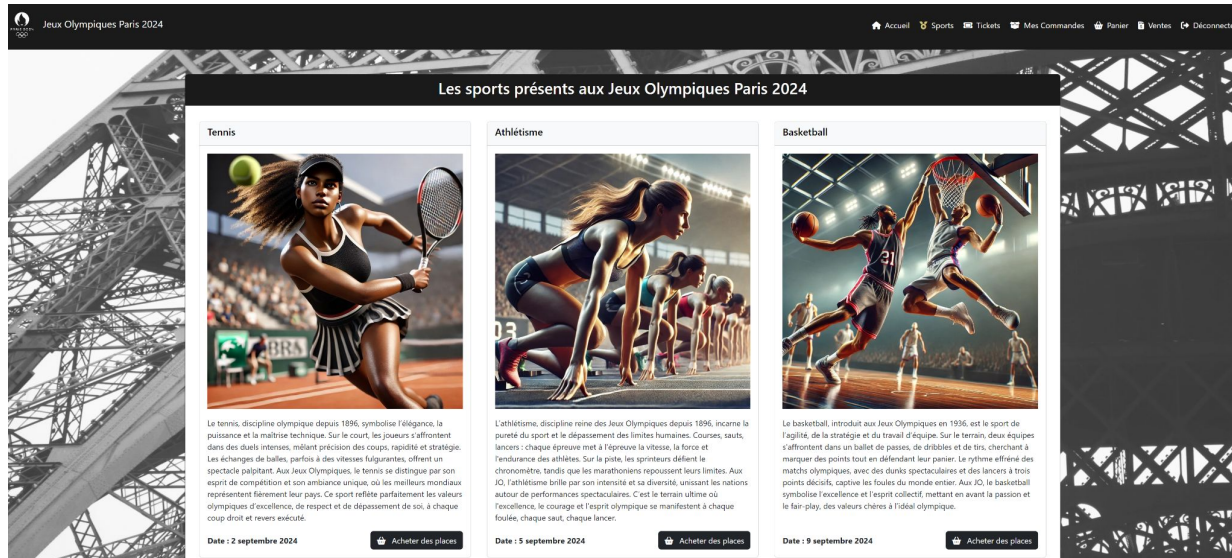 Jeux Olympiques Paris 2024
Accueil
Sports
Tickets
Mes Commandes
Panier
Ventes
Déconnecte
Les sports présents aux Jeux Olympiques Paris 2024
Tennis
BRA
Le tennis, discipline olympique depuis 1896, symbolise l'élégance, la
puissance et la maîtrise technique. Sur le court, les joueurs s'affrontent
dans des duels intenses, mêlant précision des coups, rapidité et stratégie.
Les échanges de balles, parfois à des vitesses fulgurantes, offrent un
spectacle palpitant. Aux Jeux Olympiques, le tennis se distingue par son
esprit de compétition et son ambiance unique, où les meilleurs mondiaux
représentent fièrement leur pays. Ce sport reflète parfaitement les valeurs
olympiques d'excellence, de respect et de dépassement de soi, à chaque
coup droit et revers exécuté.
Date : 2 septembre 2024
Acheter des places
Athlétisme
03
L'athlétisme, discipline reine des Jeux Olympiques depuis 1896, incarne la
pureté du sport et le dépassement des limites humaines. Courses, sauts,
lancers : chaque épreuve met à l'épreuve la vitesse, la force et
l'endurance des athlètes. Sur la piste, les sprinteurs défient le
chronomètre, tandis que les marathoniens repoussent leurs limites. Aux
JO, l'athlétisme brille par son intensité et sa diversité, unissant les nations
autour de performances spectaculaires. C'est le terrain ultime où
l'excellence, le courage et l'esprit olympique se manifestent à chaque
foulée, chaque saut, chaque lancer.
Date : 5 septembre 2024
Acheter des places
Basketball
21
Le basketball, introduit aux Jeux Olympiques en 1936, est le sport de
l'agilité, de la stratégie et du travail d'équipe. Sur le terrain, deux équipes
s'affrontent dans un ballet de passes, de dribbles et de tirs, cherchant à
marquer des points tout en défendant leur panier. Le rythme effréné des
matchs olympiques, avec des dunks spectaculaires et des lancers à trois
points décisifs, captive les foules du monde entier. Aux JO, le basketball
symbolise l'excellence et l'esprit collectif, mettant en avant la passion et
le fair-play, des valeurs chères à l'idéal olympique.
Date : 9 septembre 2024
Acheter des places